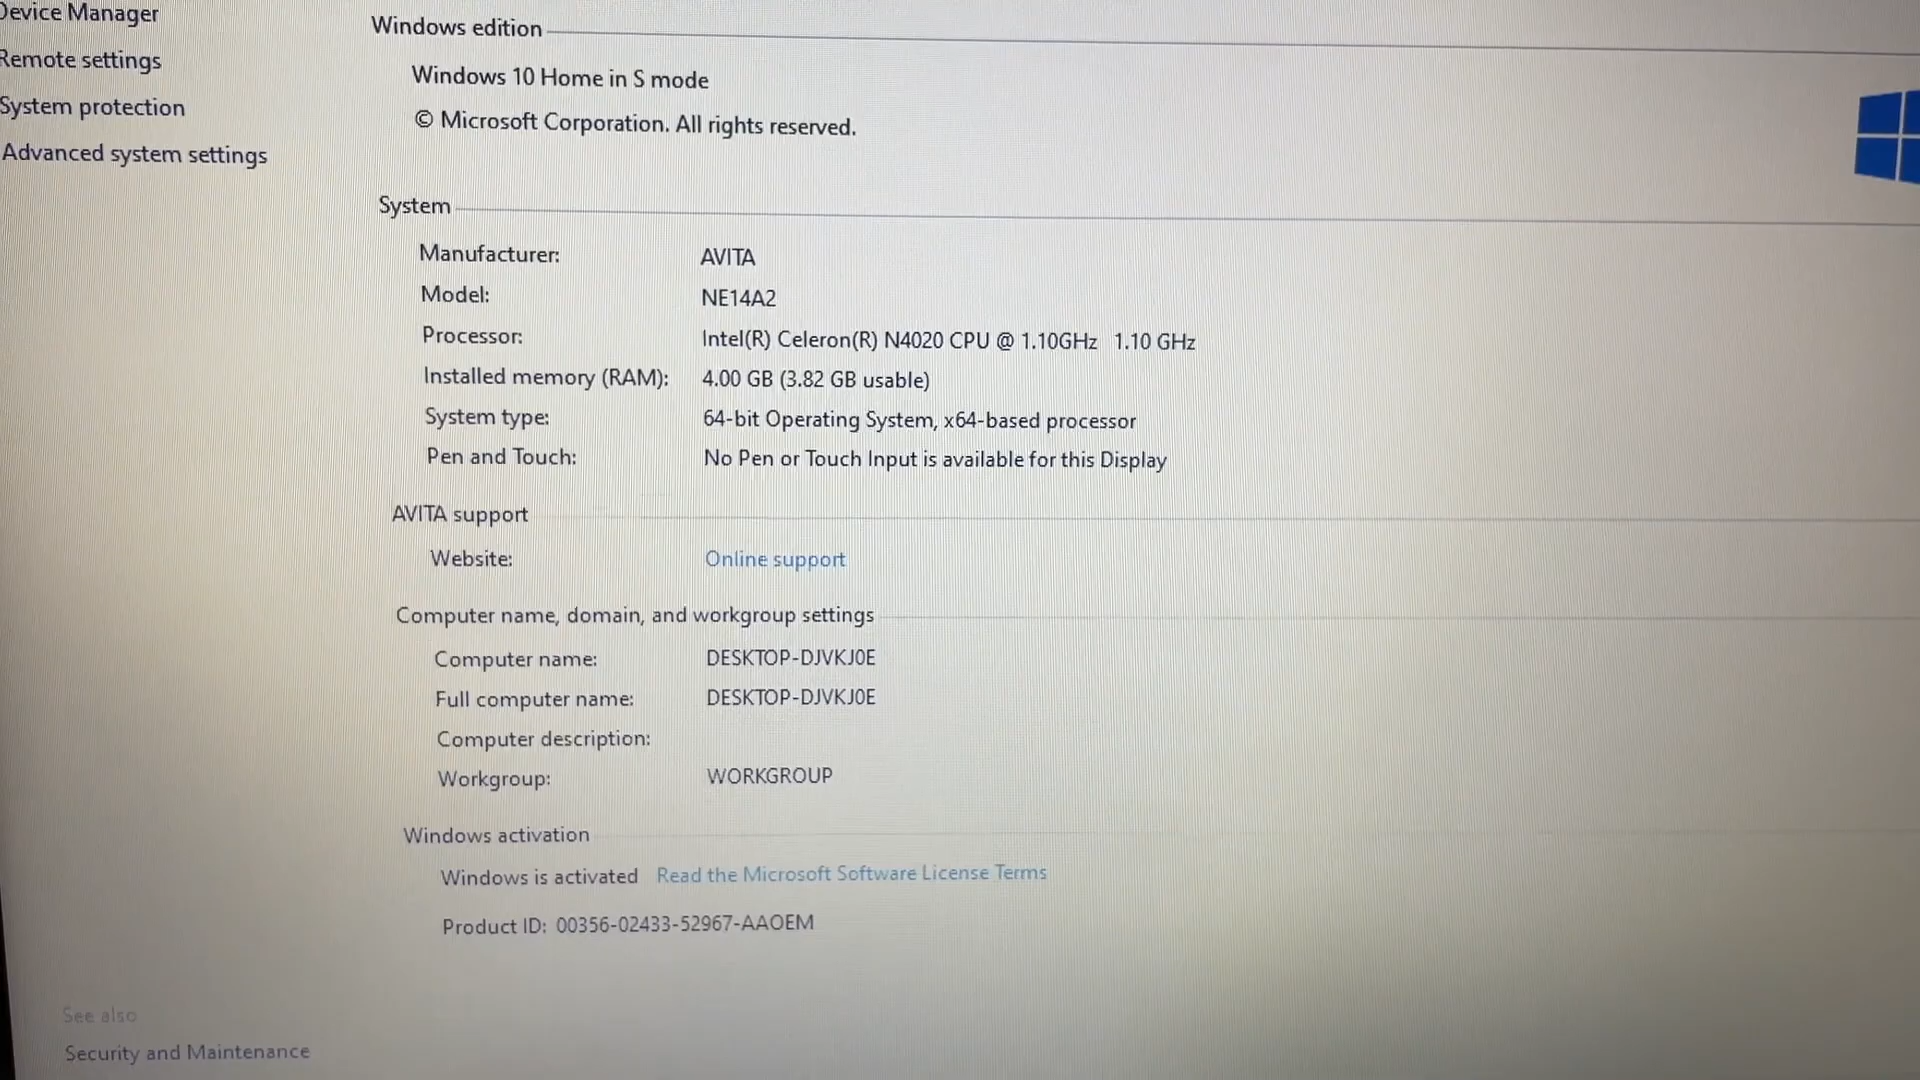 Device Manager
Remote settings
System protection
Advanced system settings
Windows edition
Windows 10 Home in S mode
© Microsoft Corporation. All rights reserved.
System
Manufacturer: AVITA
Model: NE14A2
Processor: Intel(R) Celeron(R) N4020 CPU @ 1.10GHz 1.10 GHz
Installed memory (RAM): 4.00 GB (3.82 GB usable)
System type: 64-bit Operating System, x64-based processor
Pen and Touch: No Pen or Touch Input is available for this Display
AVITA support
Website: Online support
Computer name, domain, and workgroup settings
Computer name: DESKTOP-DJVKJ0E
Full computer name: DESKTOP-DJVKJ0E
Computer description:
Workgroup: WORKGROUP
Windows activation
Windows is activated Read the Microsoft Software License Terms
Product ID: 00356-02433-52967-AAOEM
See also
Security and Maintenance